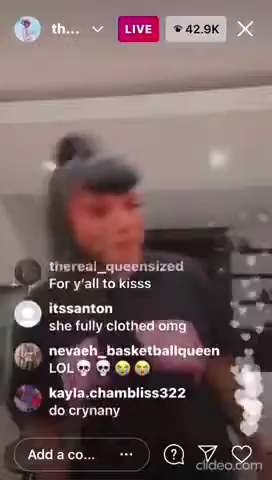 th...
LIVE
42.9K
thereal_queensized
For y'all to kisss
itssanton
she fully clothed omg
nevaeh_basketballqueen
LOL💀💀😭😭
kayla.chambliss322
do crynany
Add a co...
clideo.com